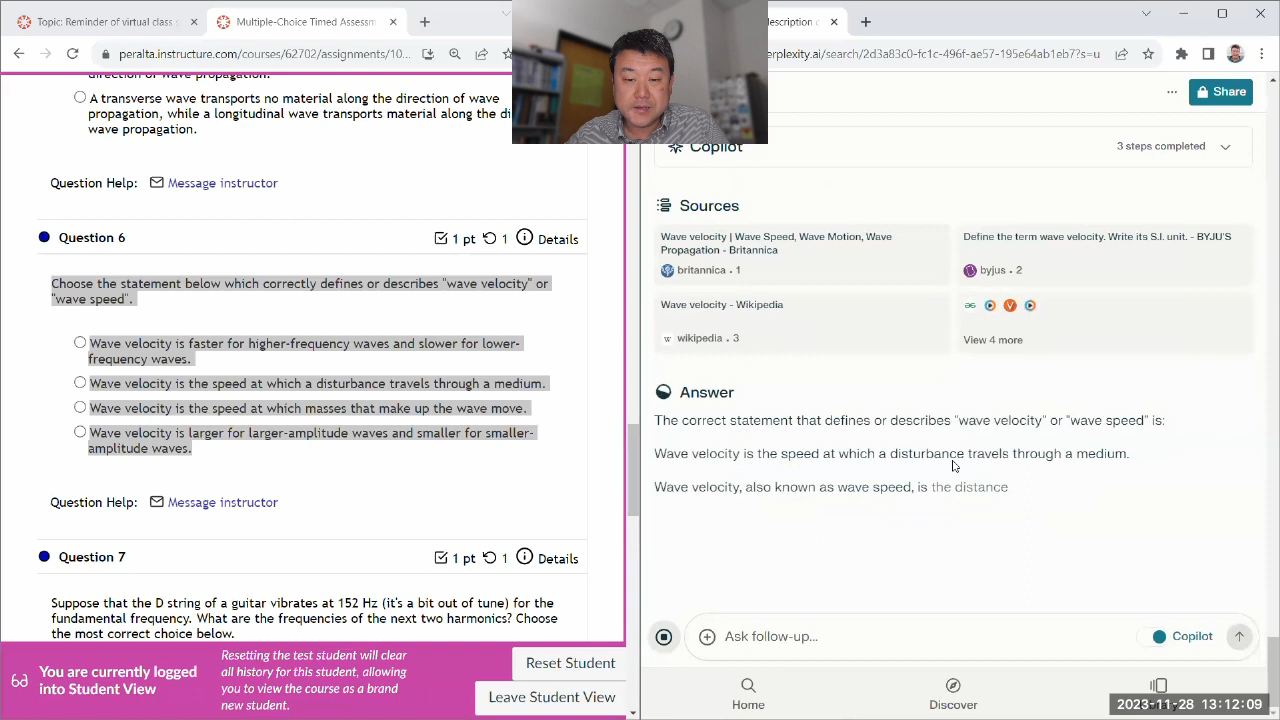 Topic: Reminder of virtual class s
Multiple-Choice Timed Assessm
description o
peralta.instructure.com/courses/62702/assignments/10...
erplexity.ai/search/2d3a83c0-fc1c-496f-ae57-195e64ab1eb7?s=u
direction of wave propagation.
A transverse wave transports no material along the direction of wave
propagation, while a longitudinal wave transports material along the di
wave propagation.
Question Help: Message instructor
Question 6
1 pt 1 Details
Choose the statement below which correctly defines or describes "wave velocity" or
"wave speed".
Wave velocity is faster for higher-frequency waves and slower for lower-
frequency waves.
Wave velocity is the speed at which a disturbance travels through a medium.
Wave velocity is the speed at which masses that make up the wave move.
Wave velocity is larger for larger-amplitude waves and smaller for smaller-
amplitude waves.
Question Help: Message instructor
Question 7
1 pt 1 Details
Suppose that the D string of a guitar vibrates at 152 Hz (it's a bit out of tune) for the
fundamental frequency. What are the frequencies of the next two harmonics? Choose
the most correct choice below.
You are currently logged
into Student View
Resetting the test student will clear
all history for this student, allowing
you to view the course as a brand
new student.
Reset Student
Leave Student View
Share
Copilot
3 steps completed
Sources
Wave velocity | Wave Speed, Wave Motion, Wave
Propagation - Britannica
britannica . 1
Define the term wave velocity. Write its S.I. unit. - BYJU'S
byjus . 2
Wave velocity - Wikipedia
W wikipedia . 3
View 4 more
Answer
The correct statement that defines or describes "wave velocity" or "wave speed" is:
Wave velocity is the speed at which a disturbance travels through a medium.
Wave velocity, also known as wave speed, is the distance
Ask follow-up...
Copilot
Home
Discover
2023-11-28 13:12:09